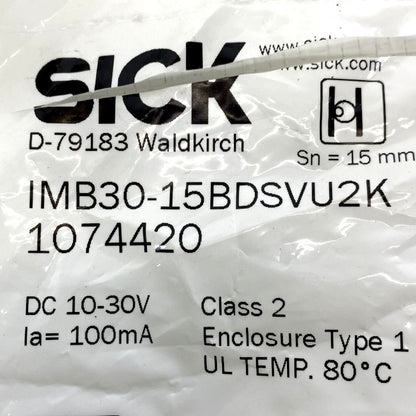 SICK
www.sick.com
D-79183 Waldkirch
Sn = 15 mm
IMB30-15BDSVU2K
1074420
DC 10-30V Class 2
Ia= 100mA Enclosure Type 1
UL TEMP. 80°C